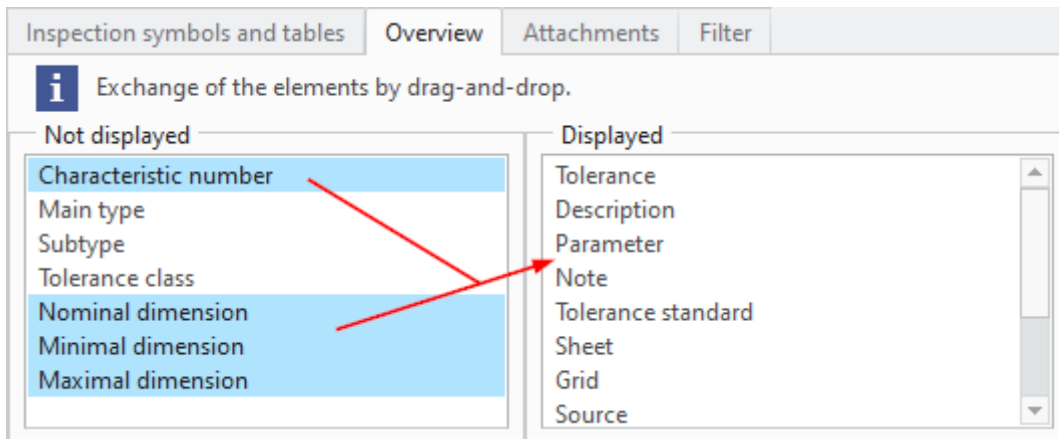 Inspection symbols and tables Overview Attachments Filter
i Exchange of the elements by drag-and-drop.
Not displayed
Characteristic number
Main type
Subtype
Tolerance class
Nominal dimension
Minimal dimension
Maximal dimension
Displayed
Tolerance
Description
Parameter
Note
Tolerance standard
Sheet
Grid
Source